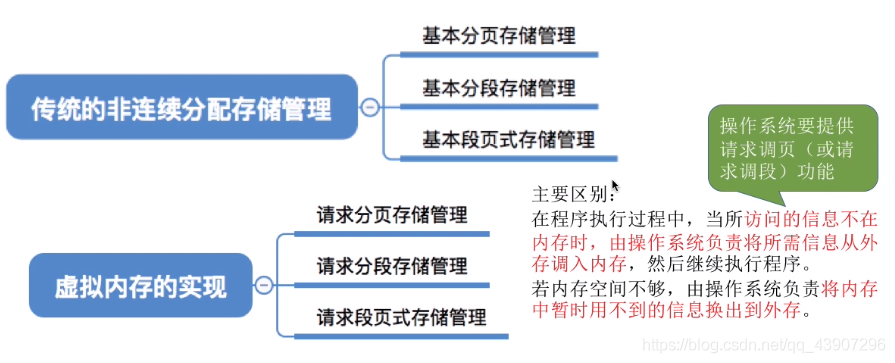 传统的非连续分配存储管理
基本分页存储管理
基本分段存储管理
基本段页式存储管理
操作系统要提供
请求调页（或请
求调段）功能
虚拟内存的实现
请求分页存储管理
请求分段存储管理
请求段页式存储管理
主要区别：
在程序执行过程中，当所访问的信息不在
内存时，由操作系统负责将所需信息从外
存调入内存，然后继续执行程序。
若内存空间不够，由操作系统负责将内存
中暂时用不到的信息换出到外存。
https://blog.csdn.net/qq_43907296